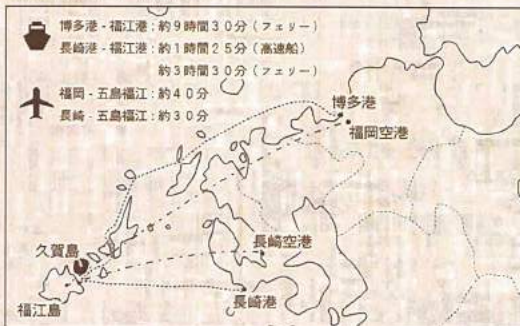 博多港 - 福江港 : 約9時間30分 (フェリー)
長崎港 - 福江港 : 約1時間25分 (高速船)
約3時間30分 (フェリー)
福岡 - 五島福江 : 約40分
長崎 - 五島福江 : 約30分
博多港
福岡空港
久賀島
長崎空港
福江島
長崎港